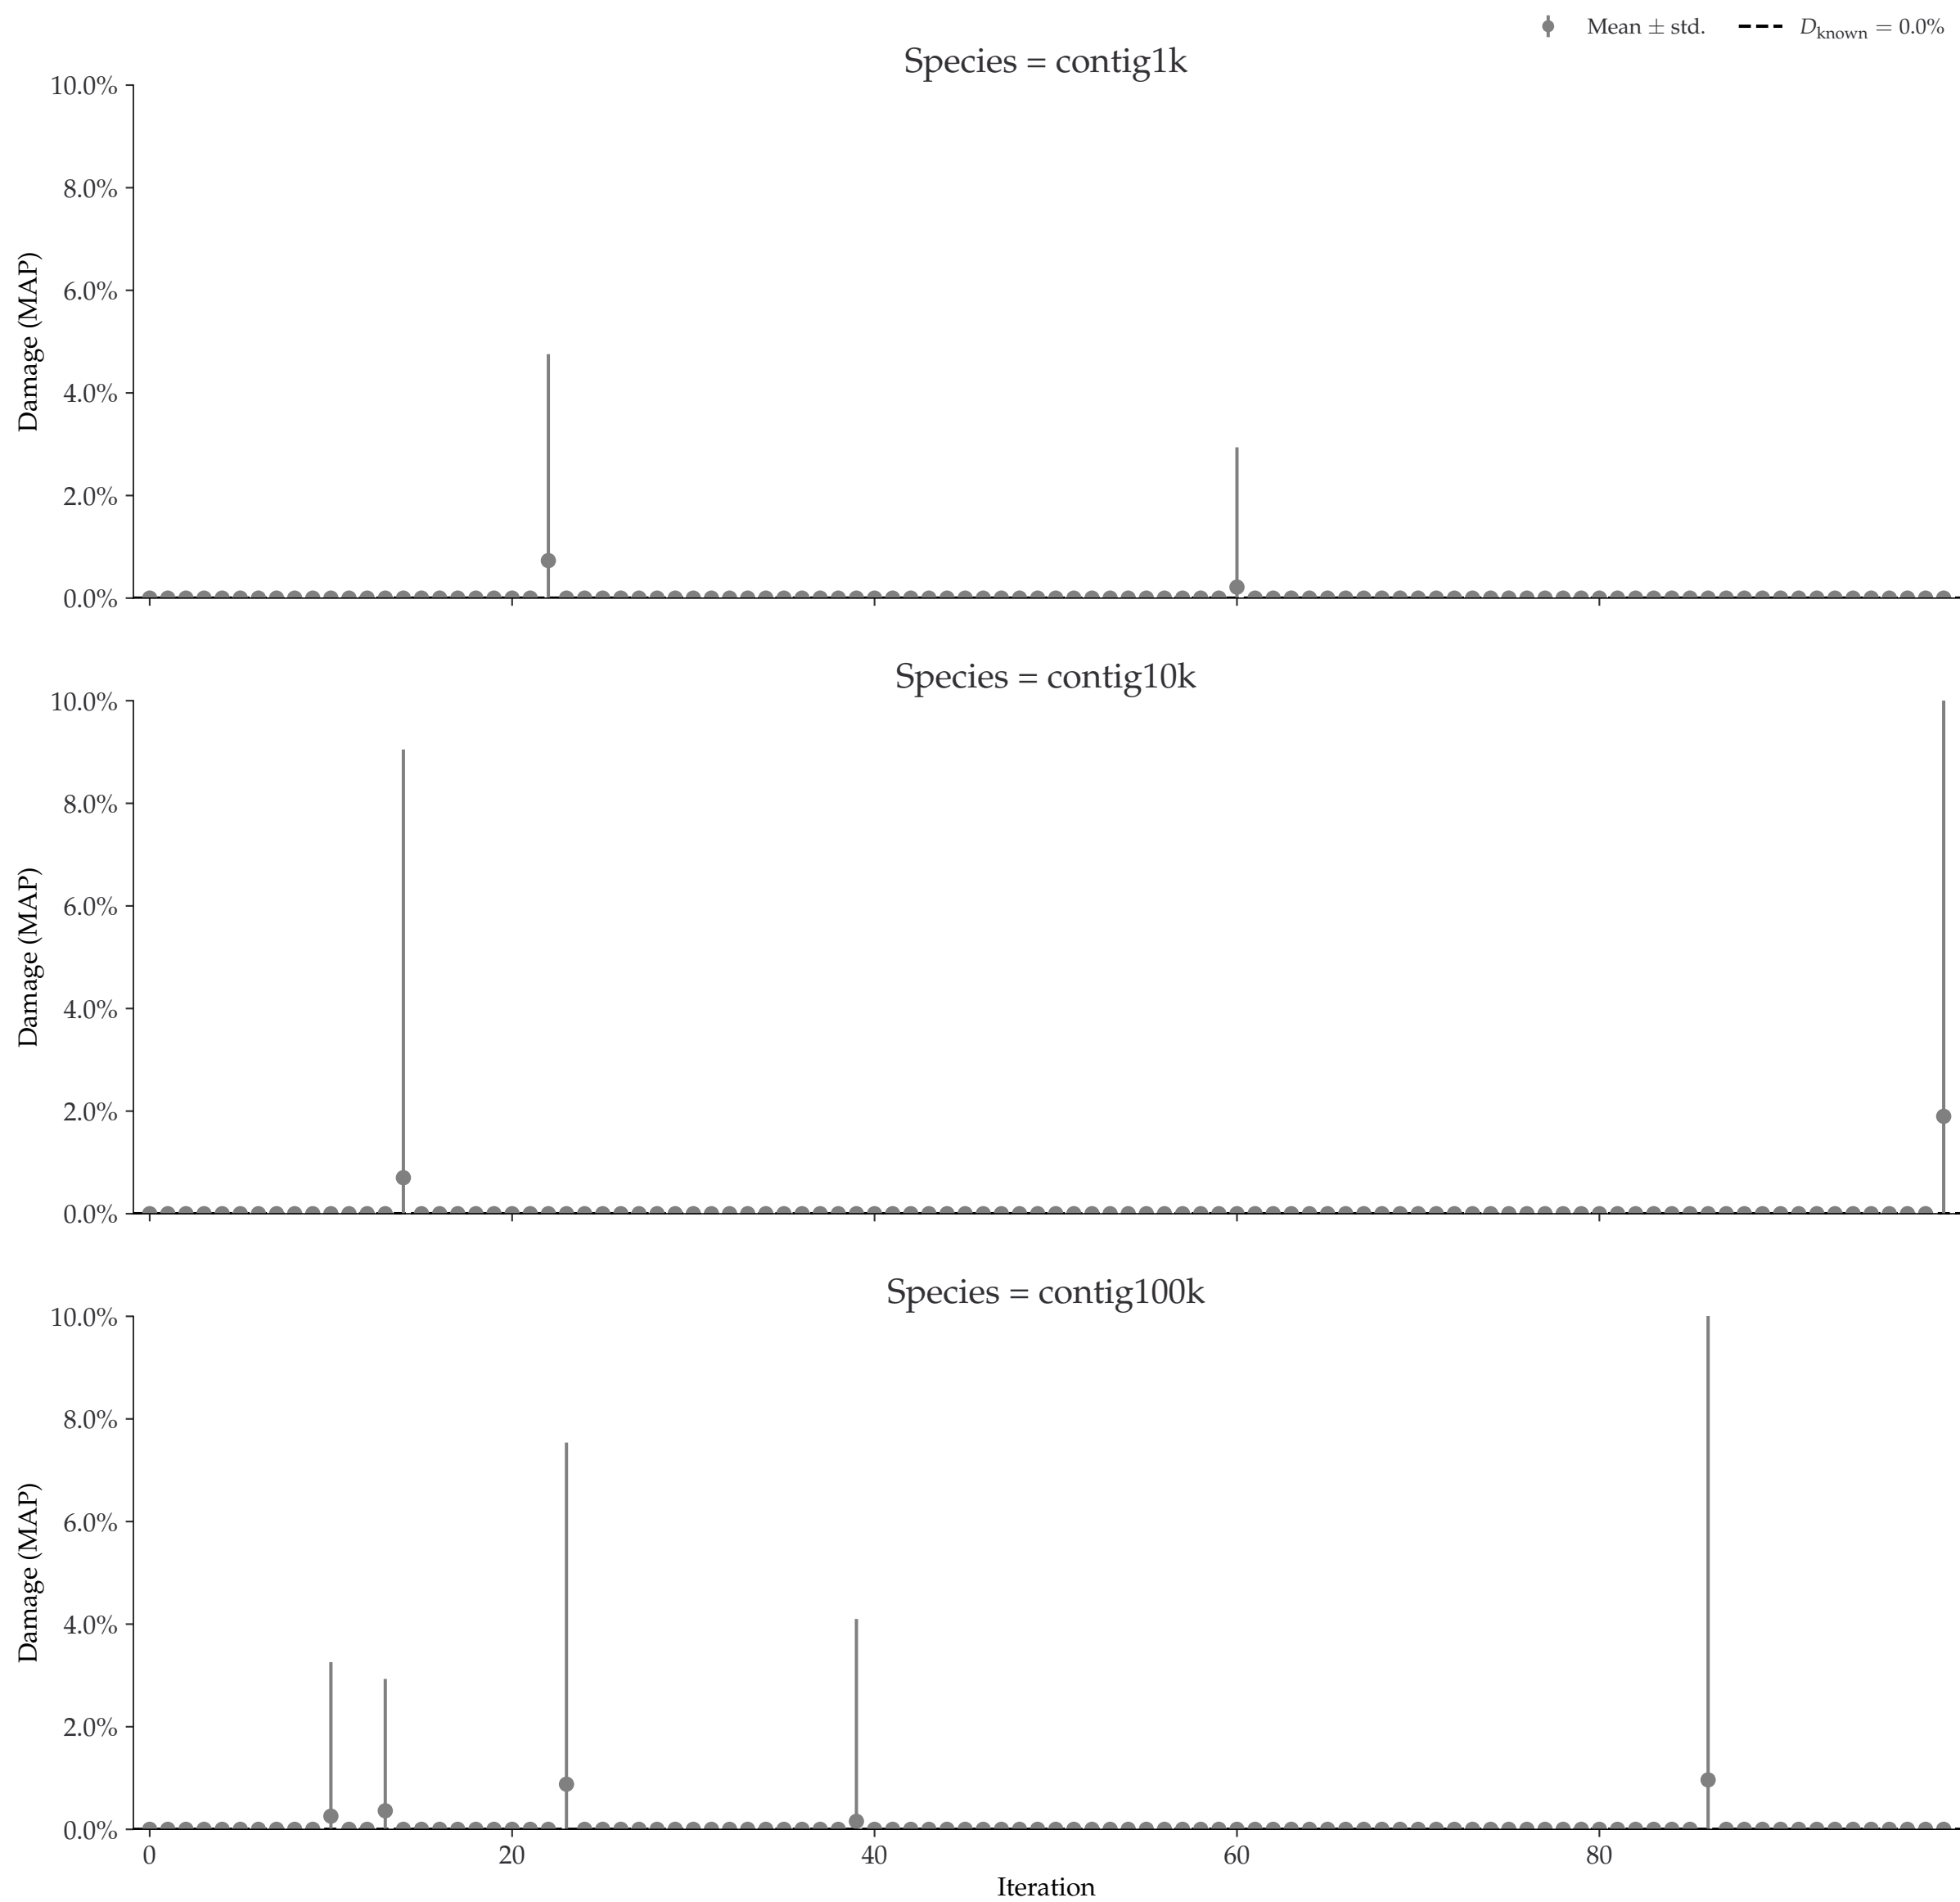 Mean ± std. D_known = 0.0%
Species = contig1k
10.0%
8.0%
6.0%
4.0%
2.0%
0.0%
Damage (MAP)
Species = contig10k
10.0%
8.0%
6.0%
4.0%
2.0%
0.0%
Damage (MAP)
Species = contig100k
10.0%
8.0%
6.0%
4.0%
2.0%
0.0%
Damage (MAP)
0 20 40 60 80
Iteration